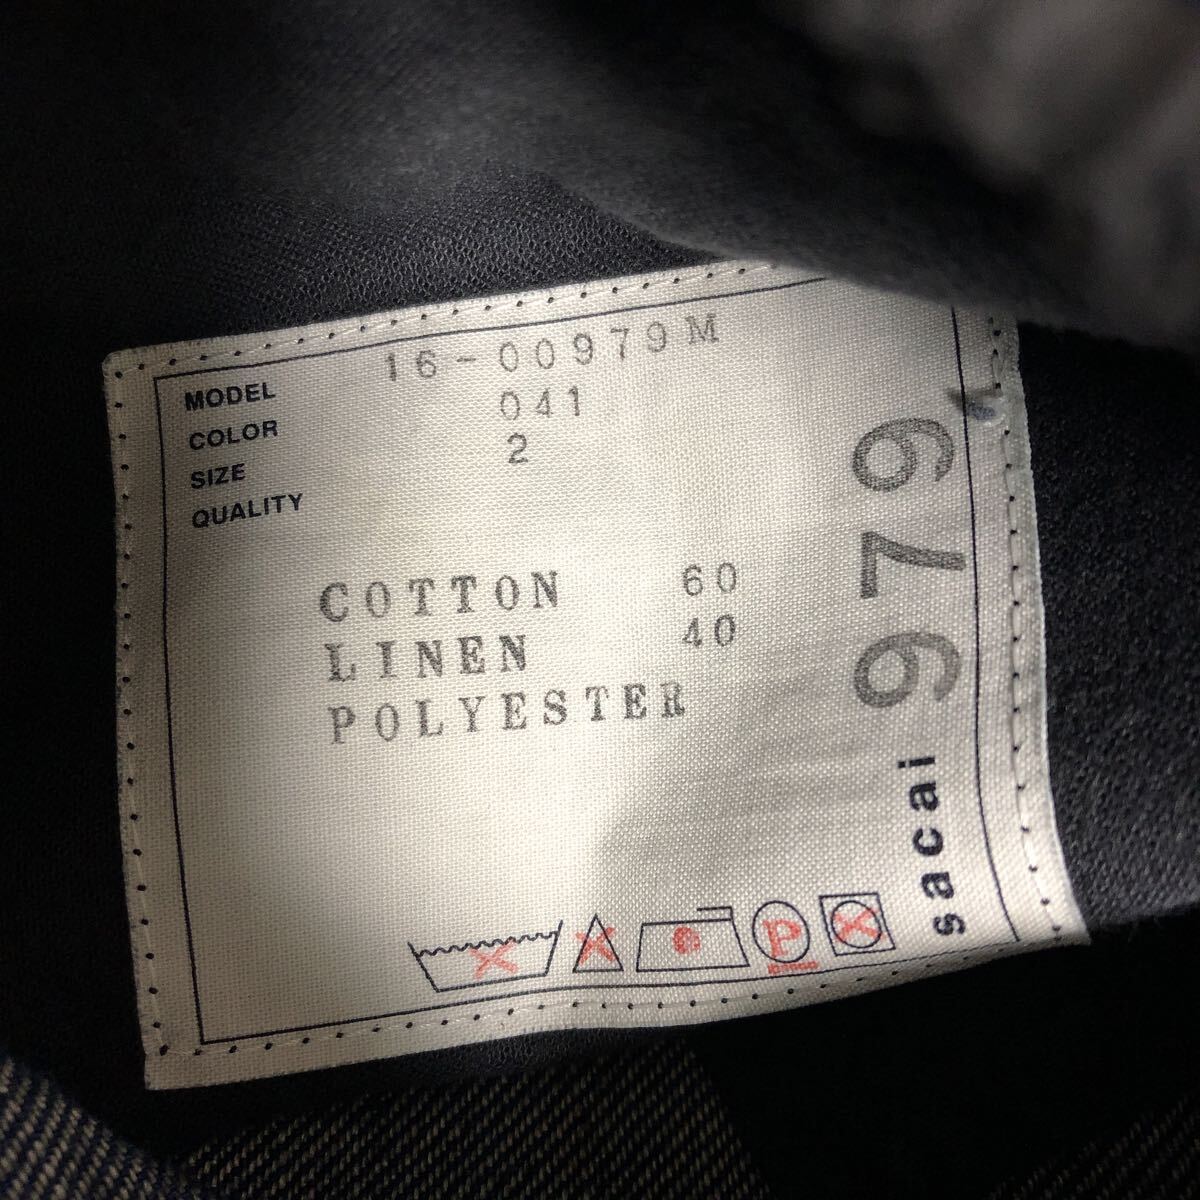 MODEL 16-00979M
COLOR 041
SIZE 2
QUALITY
COTTON 60
LINEN 40
POLYESTER
P
sacai 979